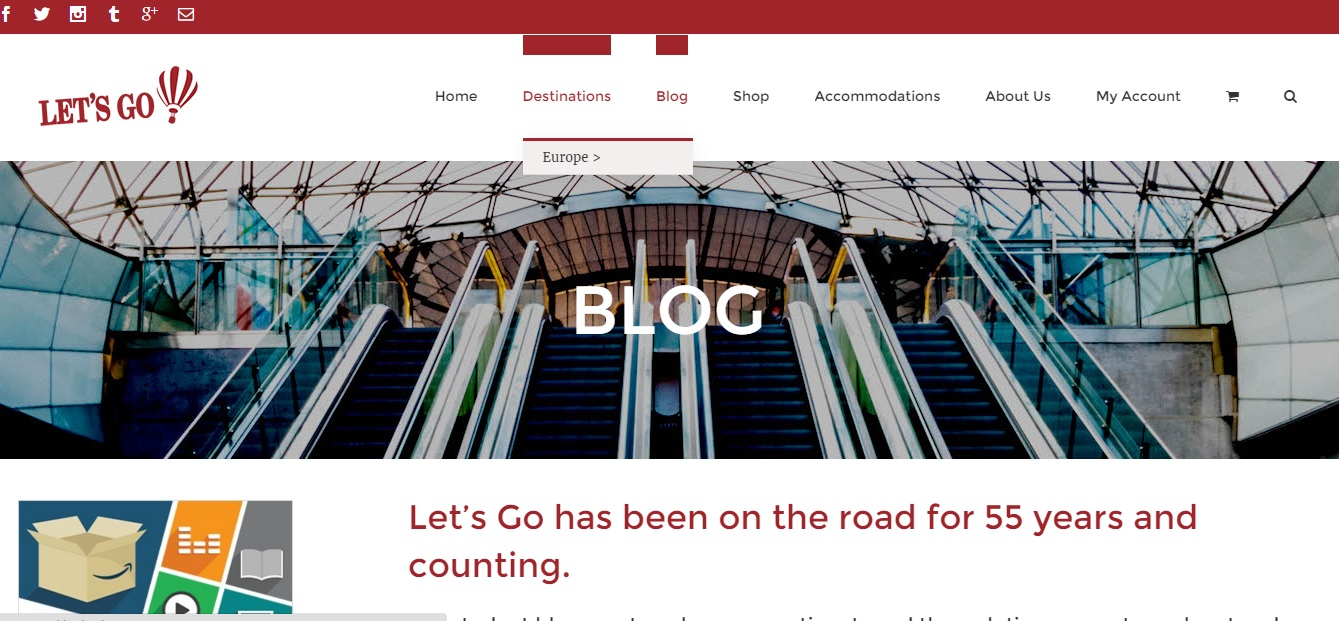 LET'S GO
Home Destinations Blog Shop Accommodations About Us My Account
Europe >
BLOG
Let's Go has been on the road for 55 years and
counting.